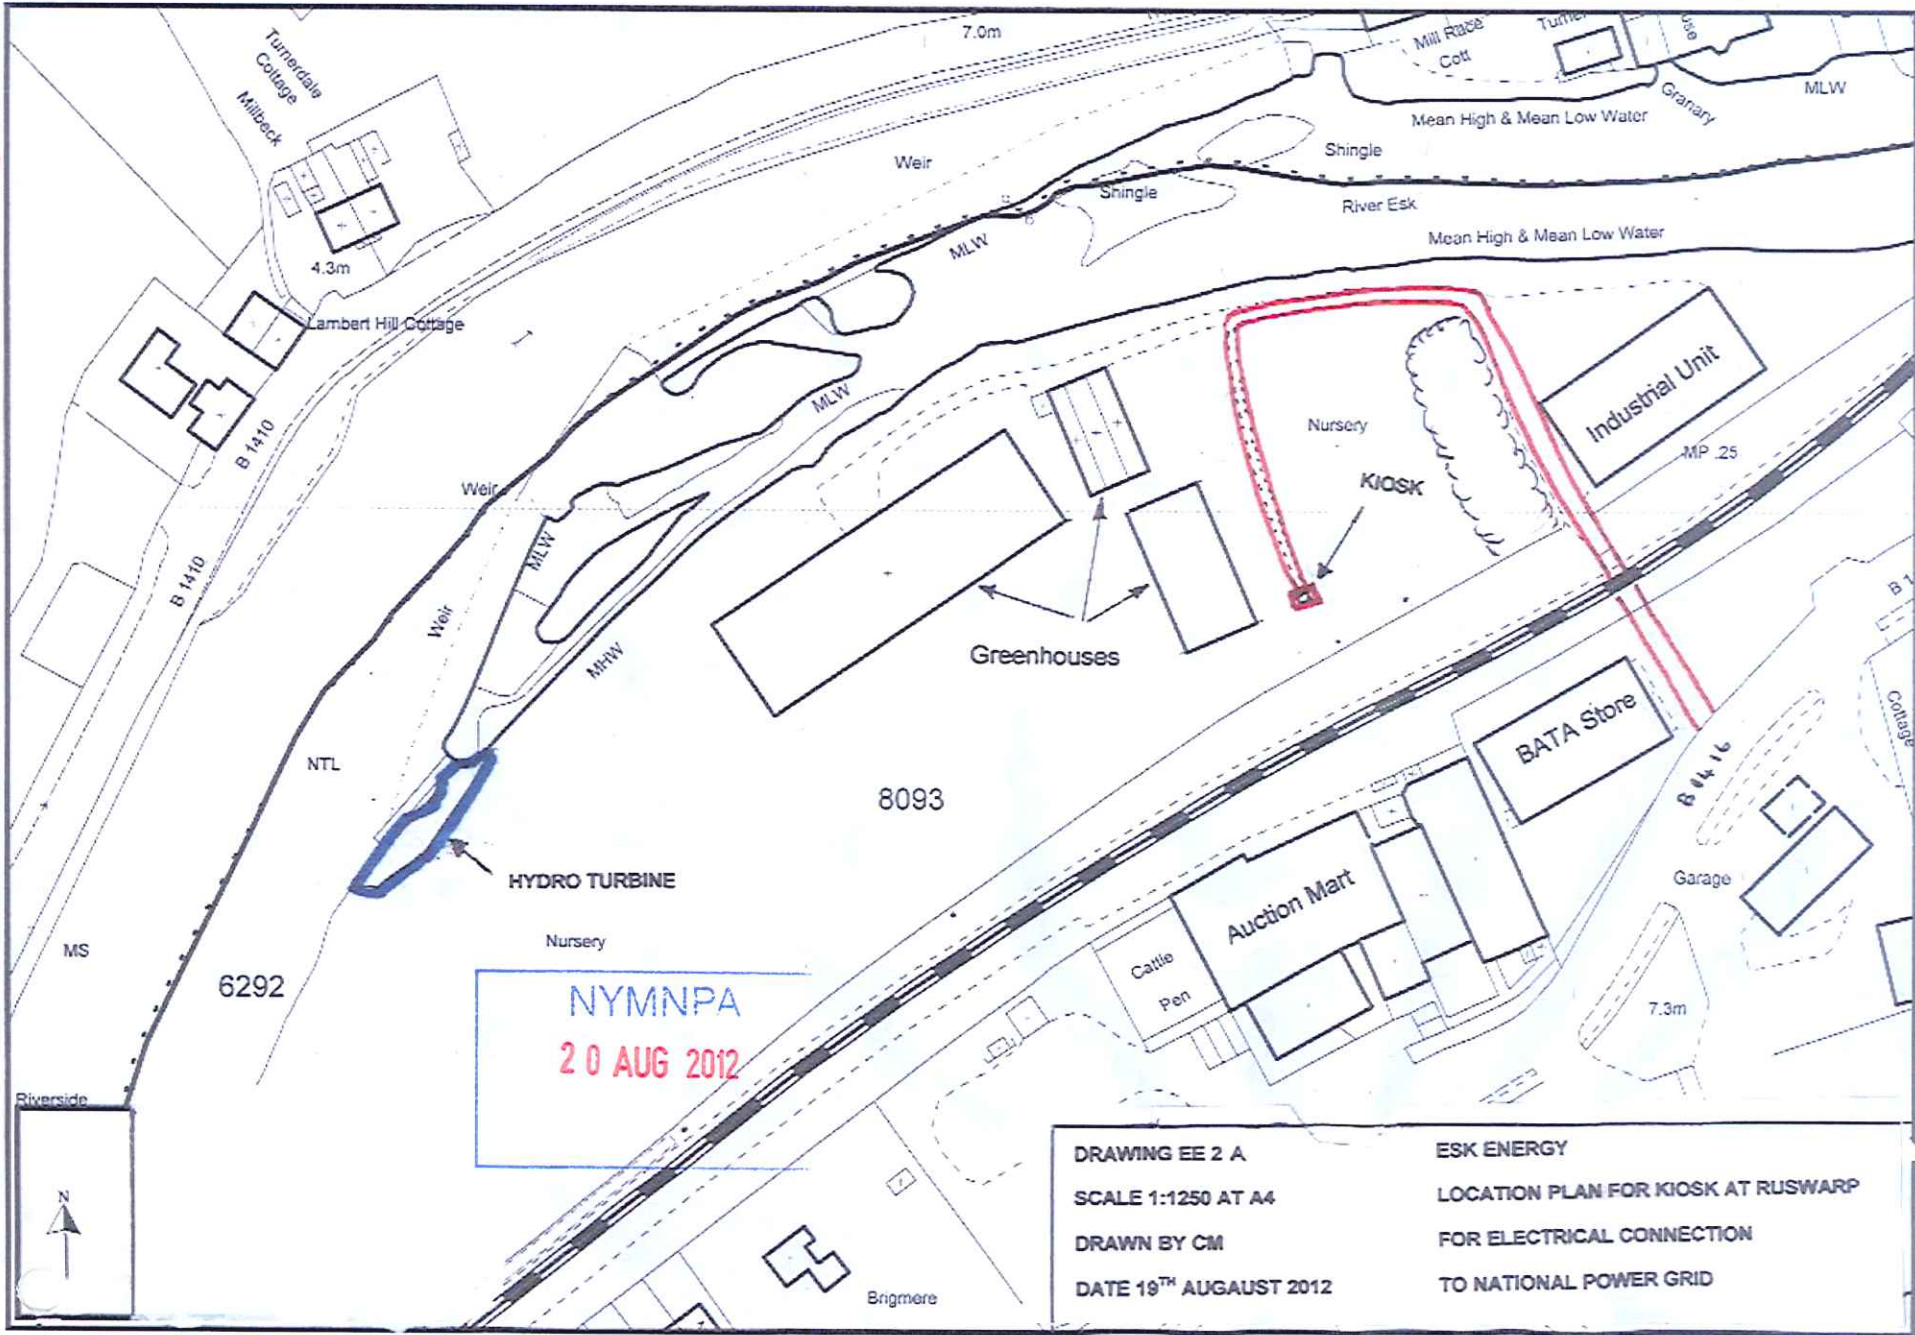 7.0m
Turnerdale
Cottage
Millbeck
4.3m
Lambert Hill Cottage
B 1410
B 1410
Weir
Weir
Weir
MLW
MLW
MLW
MHW
NTL
MS
6292
Riverside
N
Mill Race
Cott
Granary
MLW
Mean High & Mean Low Water
Shingle
Shingle
River Esk
Mean High & Mean Low Water
Nursery
KIOSK
Industrial Unit
MP .25
Greenhouses
8093
HYDRO TURBINE
Nursery
NYMNPA
20 AUG 2012
BATA Store
B 1416
Cottage
Garage
Auction Mart
Cattle
Pen
7.3m
Brigmere
DRAWING EE 2 A
SCALE 1:1250 AT A4
DRAWN BY CM
DATE 19TH AUGAUST 2012
ESK ENERGY
LOCATION PLAN FOR KIOSK AT RUSWARP
FOR ELECTRICAL CONNECTION
TO NATIONAL POWER GRID